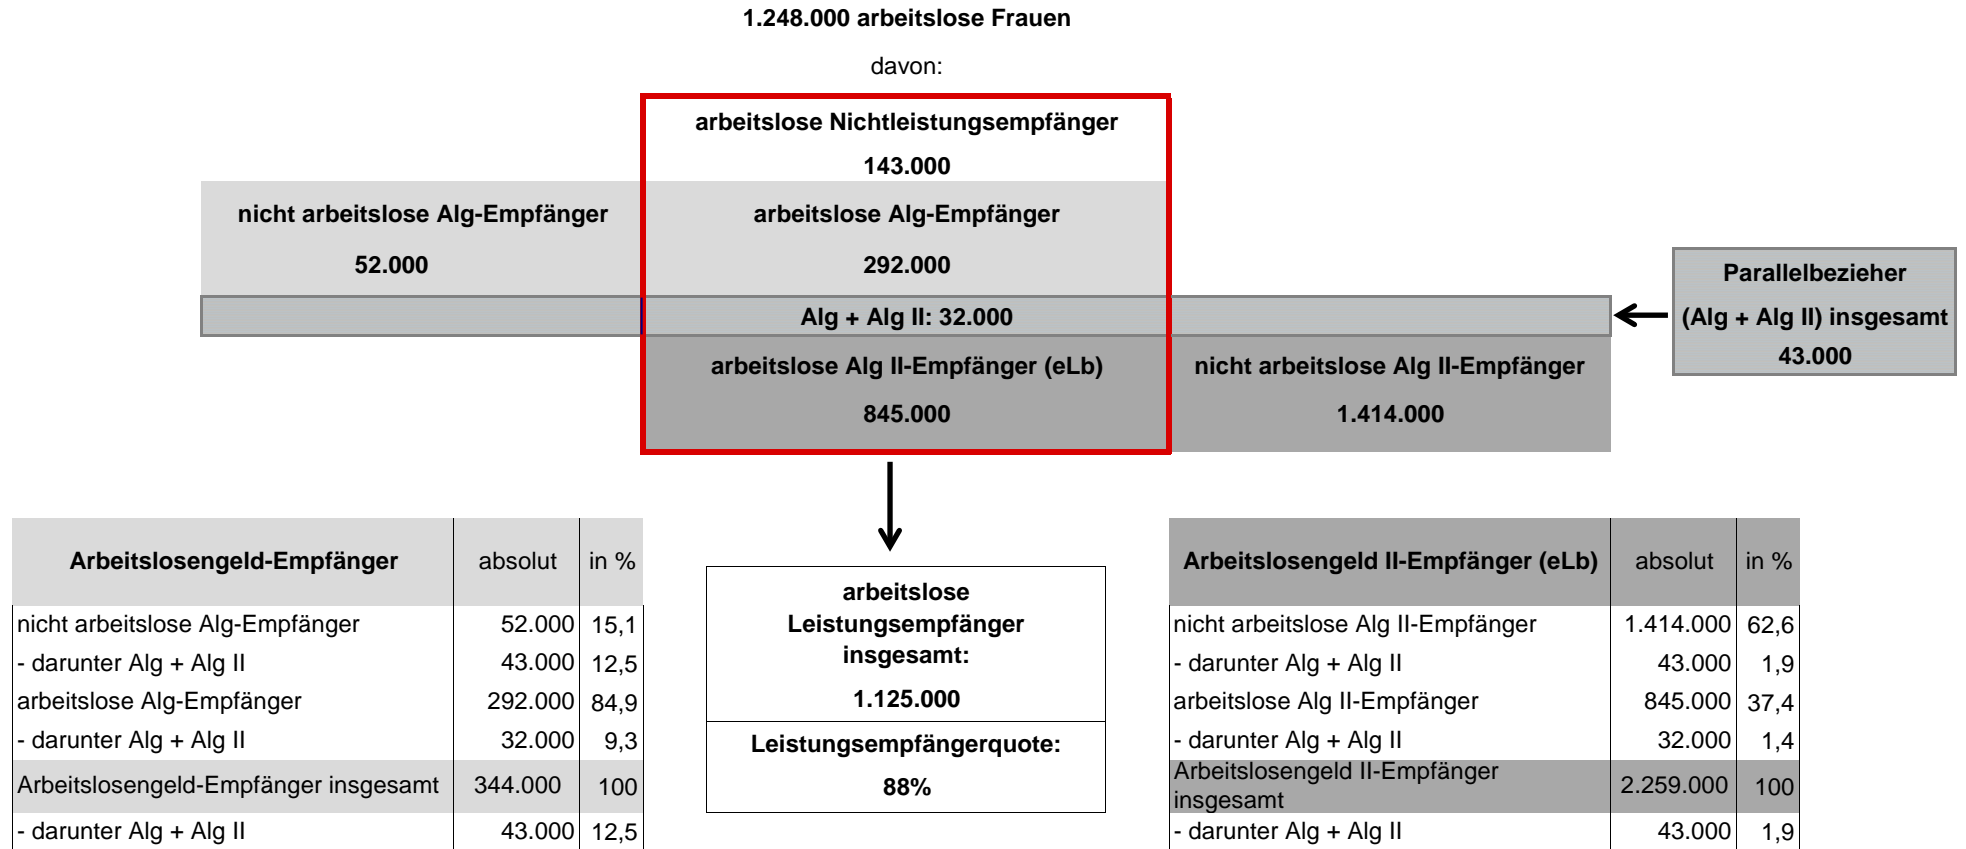 1.248.000 arbeitslose Frauen
davon:
arbeitslose Nichtleistungsempfänger
143.000
nicht arbeitslose Alg-Empfänger
52.000
arbeitslose Alg-Empfänger
292.000
Alg + Alg II: 32.000
Parallelbezieher
(Alg + Alg II) insgesamt
43.000
arbeitslose Alg II-Empfänger (eLb)
845.000
nicht arbeitslose Alg II-Empfänger
1.414.000
Arbeitslosengeld-Empfänger absolut in %
nicht arbeitslose Alg-Empfänger 52.000 15,1
- darunter Alg + Alg II 43.000 12,5
arbeitslose Alg-Empfänger 292.000 84,9
- darunter Alg + Alg II 32.000 9,3
Arbeitslosengeld-Empfänger insgesamt 344.000 100
- darunter Alg + Alg II 43.000 12,5
arbeitslose
Leistungsempfänger
insgesamt:
1.125.000
Leistungsempfängerquote:
88%
Arbeitslosengeld II-Empfänger (eLb) absolut in %
nicht arbeitslose Alg II-Empfänger 1.414.000 62,6
- darunter Alg + Alg II 43.000 1,9
arbeitslose Alg II-Empfänger 845.000 37,4
- darunter Alg + Alg II 32.000 1,4
Arbeitslosengeld II-Empfänger
insgesamt 2.259.000 100
- darunter Alg + Alg II 43.000 1,9